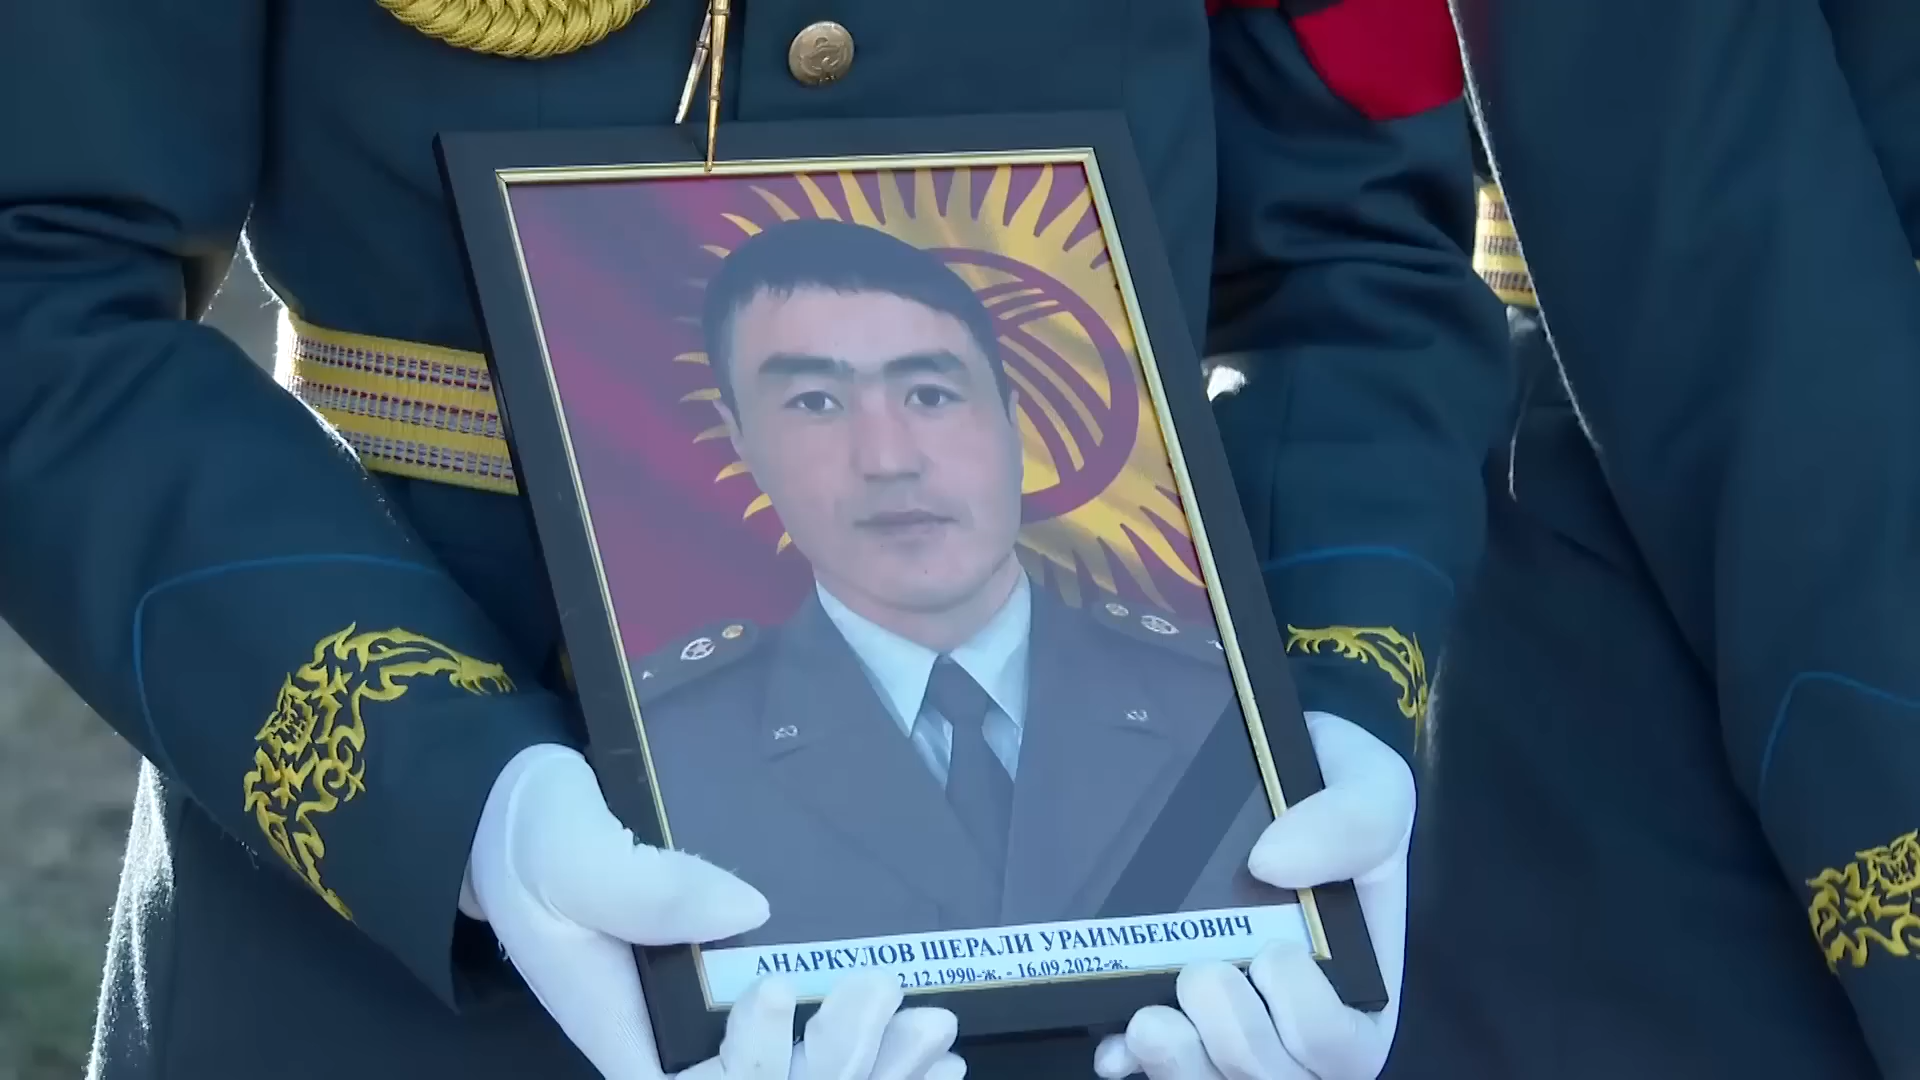 АНАРКУЛОВ ШЕРАЛИ УРАИМБЕКОВИЧ
2.12.1990-ж. - 16.09.2022-ж.